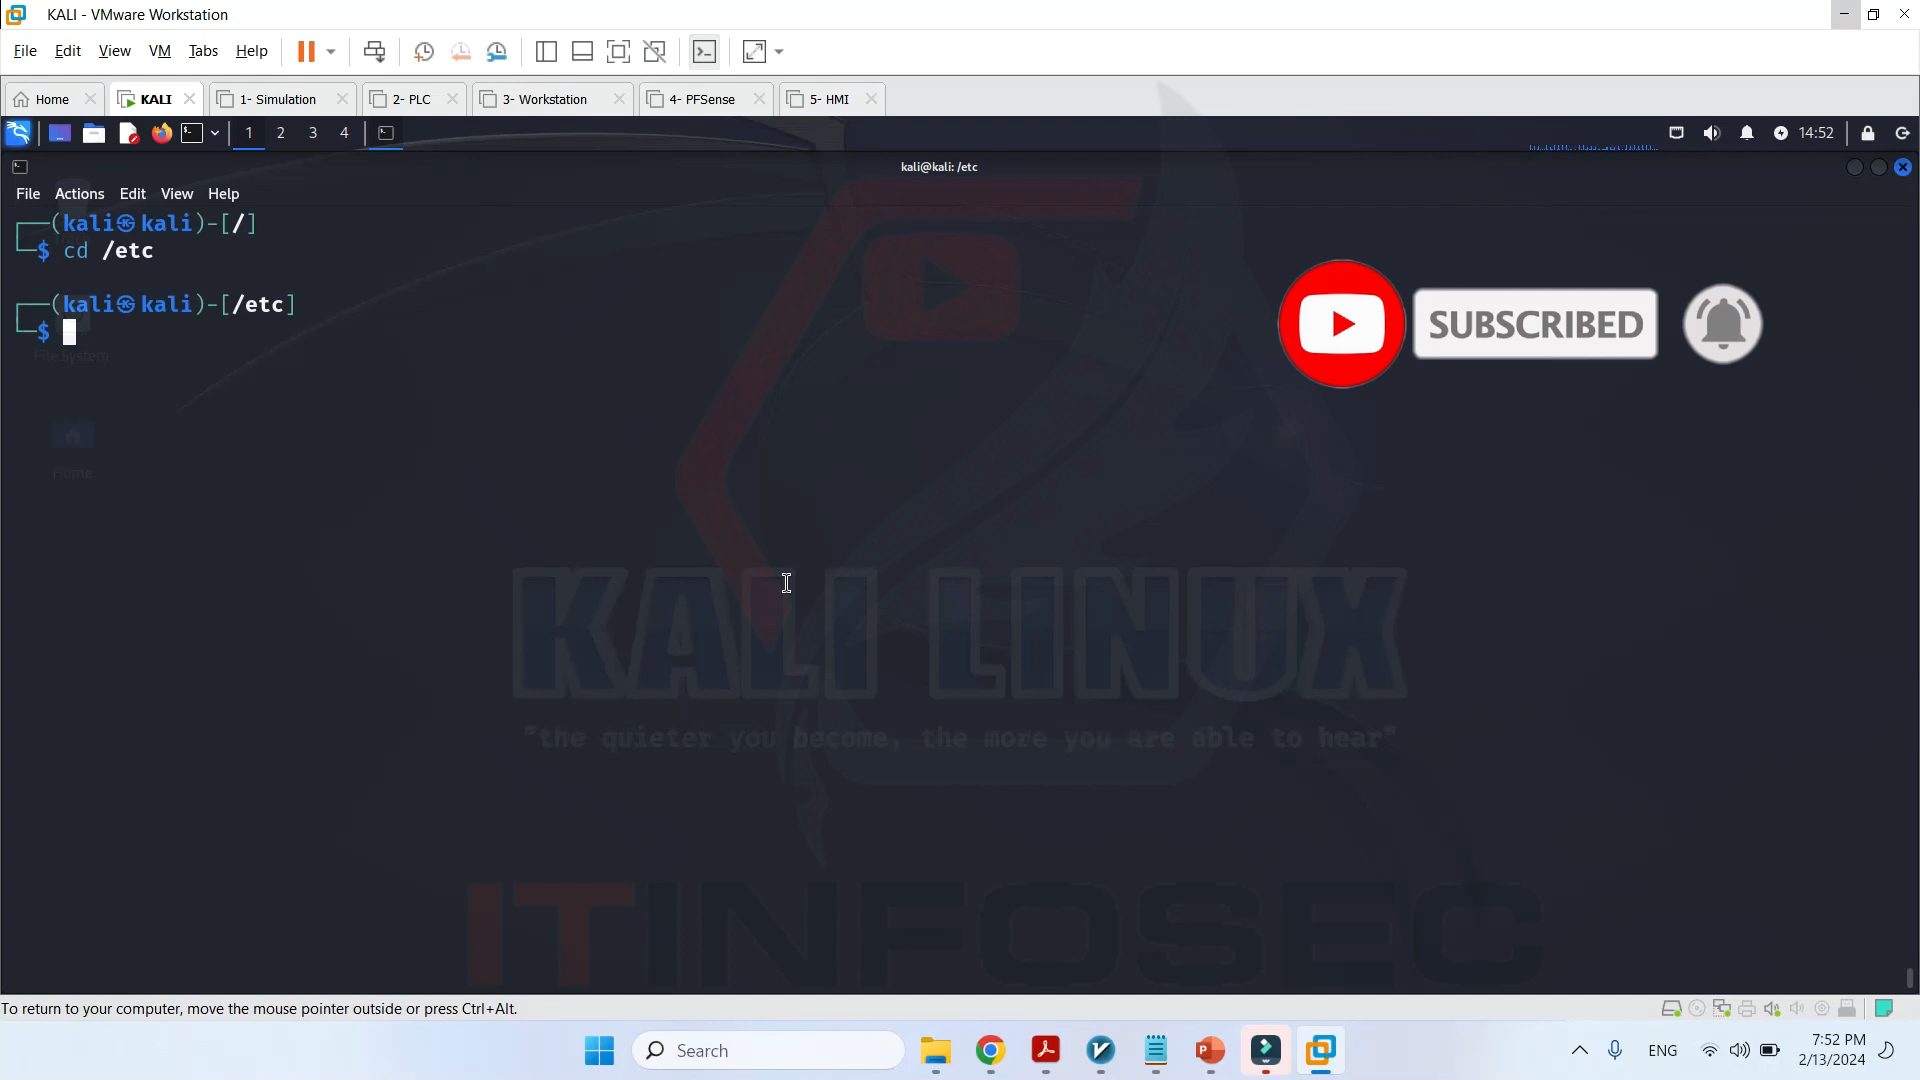 KALI - VMware Workstation
File Edit View VM Tabs Help
Home KALI 1- Simulation 2- PLC 3- Workstation 4- PFSense 5- HMI
1 2 3 4 14:52
kali@kali: /etc
File Actions Edit View Help
(kali㉿kali)-[/]
$ cd /etc
(kali㉿kali)-[/etc]
$
File System
SUBSCRIBED
Home
KALI LINUX
"the quieter you become, the more you are able to hear"
ITINFOSEC
To return to your computer, move the mouse pointer outside or press Ctrl+Alt.
Search
ENG
7:52 PM
2/13/2024